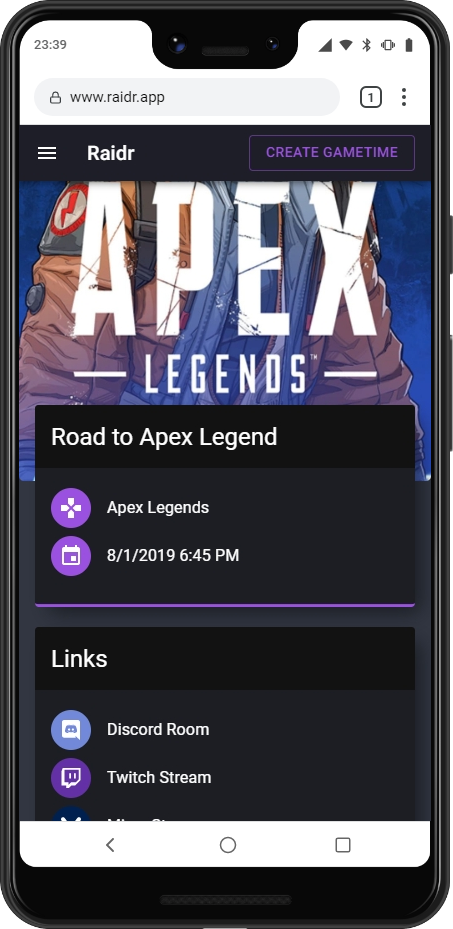 23:39
www.raidr.app
1
Raidr
CREATE GAMETIME
APEX
LEGENDS™
Road to Apex Legend
Apex Legends
8/1/2019 6:45 PM
Links
Discord Room
Twitch Stream